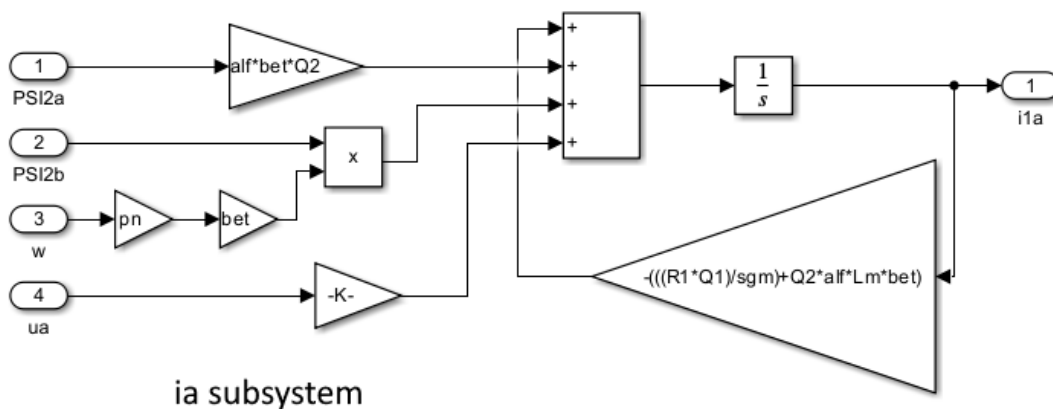 1
PSI2a
alf*bet*Q2
2
PSI2b
x
3
w
pn
bet
4
ua
-K-
+
+
+
+
1
s
1
i1a
-(((R1*Q1)/sgm)+Q2*alf*Lm*bet)
ia subsystem